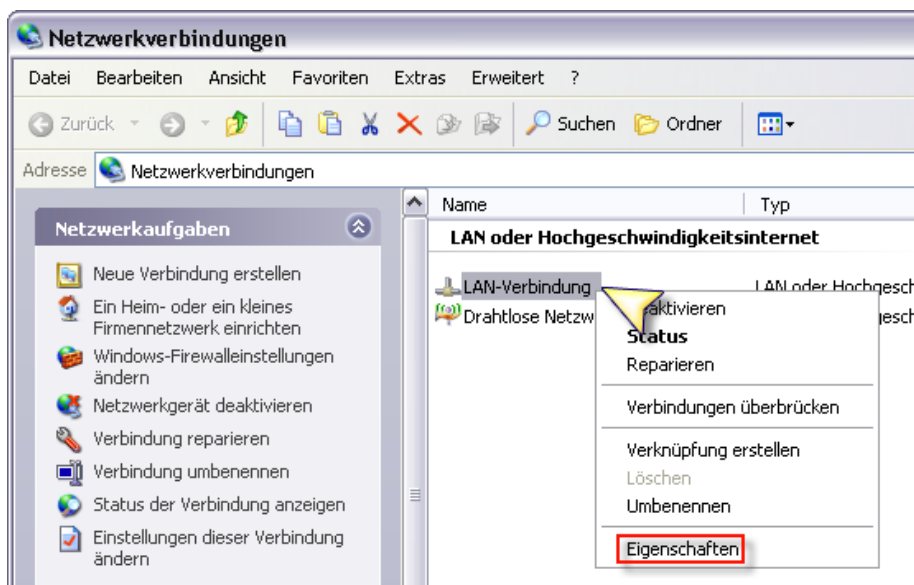 Netzwerkverbindungen
Datei Bearbeiten Ansicht Favoriten Extras Erweitert ?
Zurück Suchen Ordner
Adresse Netzwerkverbindungen
Netzwerkaufgaben
Neue Verbindung erstellen
Ein Heim- oder ein kleines
Firmennetzwerk einrichten
Windows-Firewalleinstellungen
ändern
Netzwerkgerät deaktivieren
Verbindung reparieren
Verbindung umbenennen
Status der Verbindung anzeigen
Einstellungen dieser Verbindung
ändern
Name Typ
LAN oder Hochgeschwindigkeitsinternet
LAN-Verbindung LAN oder Hochgesch
Drahtlose Netzw gesch
aktivieren
Status
Reparieren
Verbindungen überbrücken
Verknüpfung erstellen
Löschen
Umbenennen
Eigenschaften